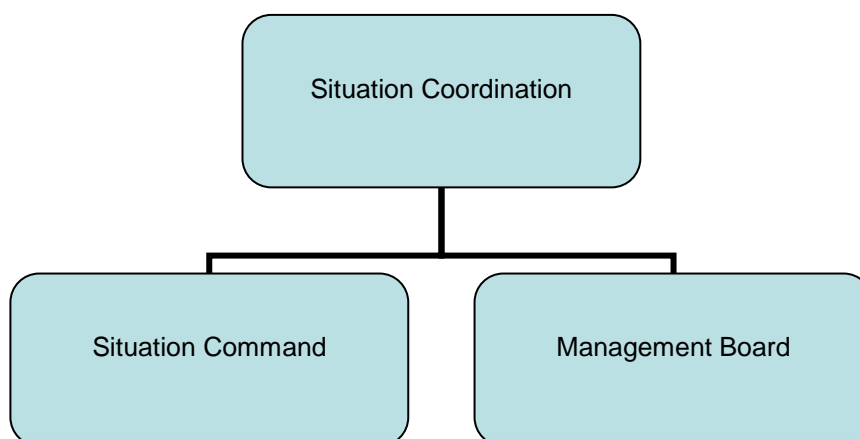 Situation Coordination
Situation Command
Management Board